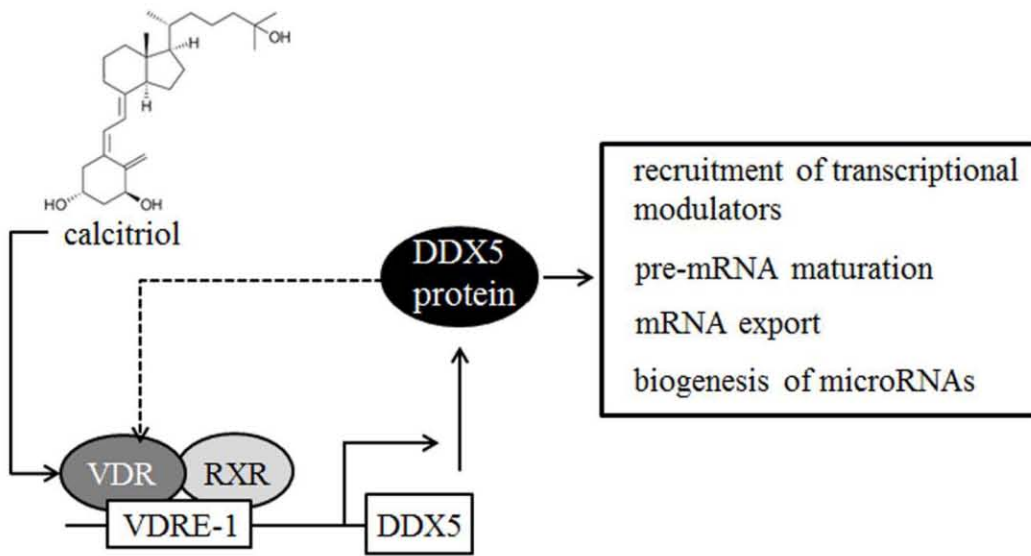 OH
H
H
HO
OH
calcitriol
DDX5
protein
recruitment of transcriptional
modulators
pre-mRNA maturation
mRNA export
biogenesis of microRNAs
VDR
RXR
VDRE-1
DDX5